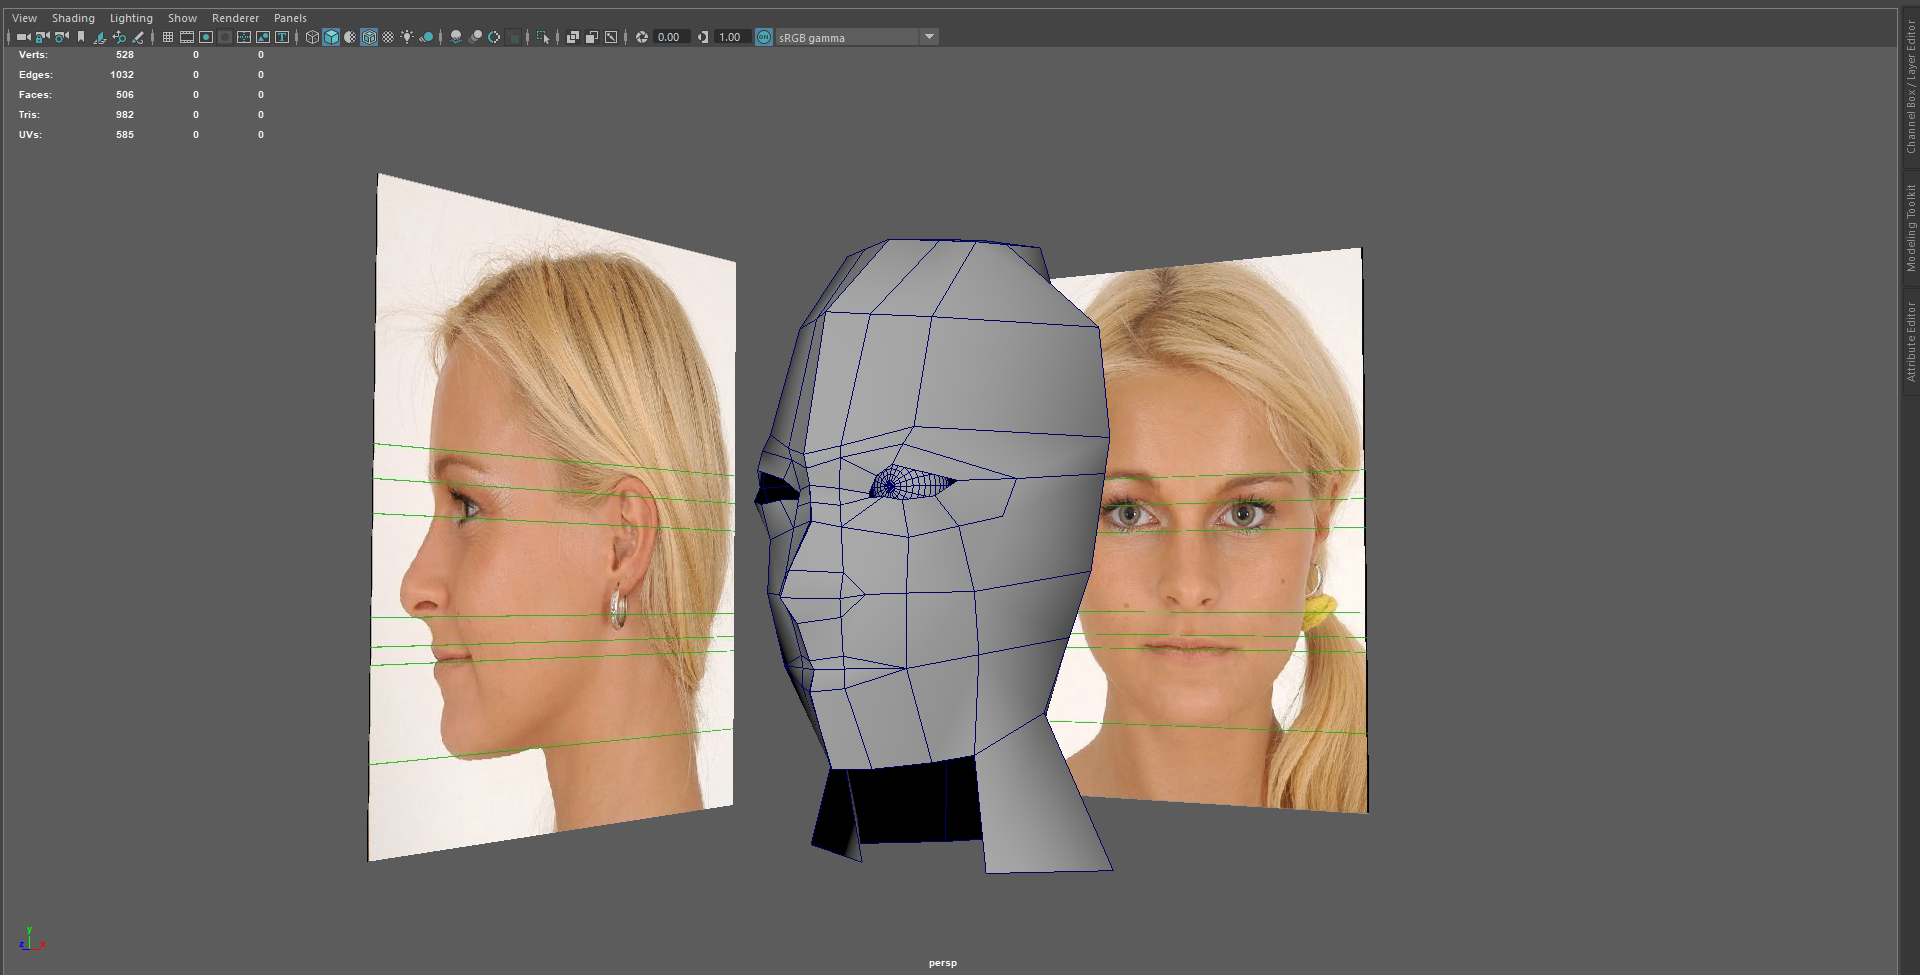 View Shading Lighting Show Renderer Panels
0.00 1.00 ON sRGB gamma
Verts: 528 0 0
Edges: 1032 0 0
Faces: 506 0 0
Tris: 982 0 0
UVs: 585 0 0
Channel Box / Layer Editor
Modeling Toolkit
Attribute Editor
y
z x
persp